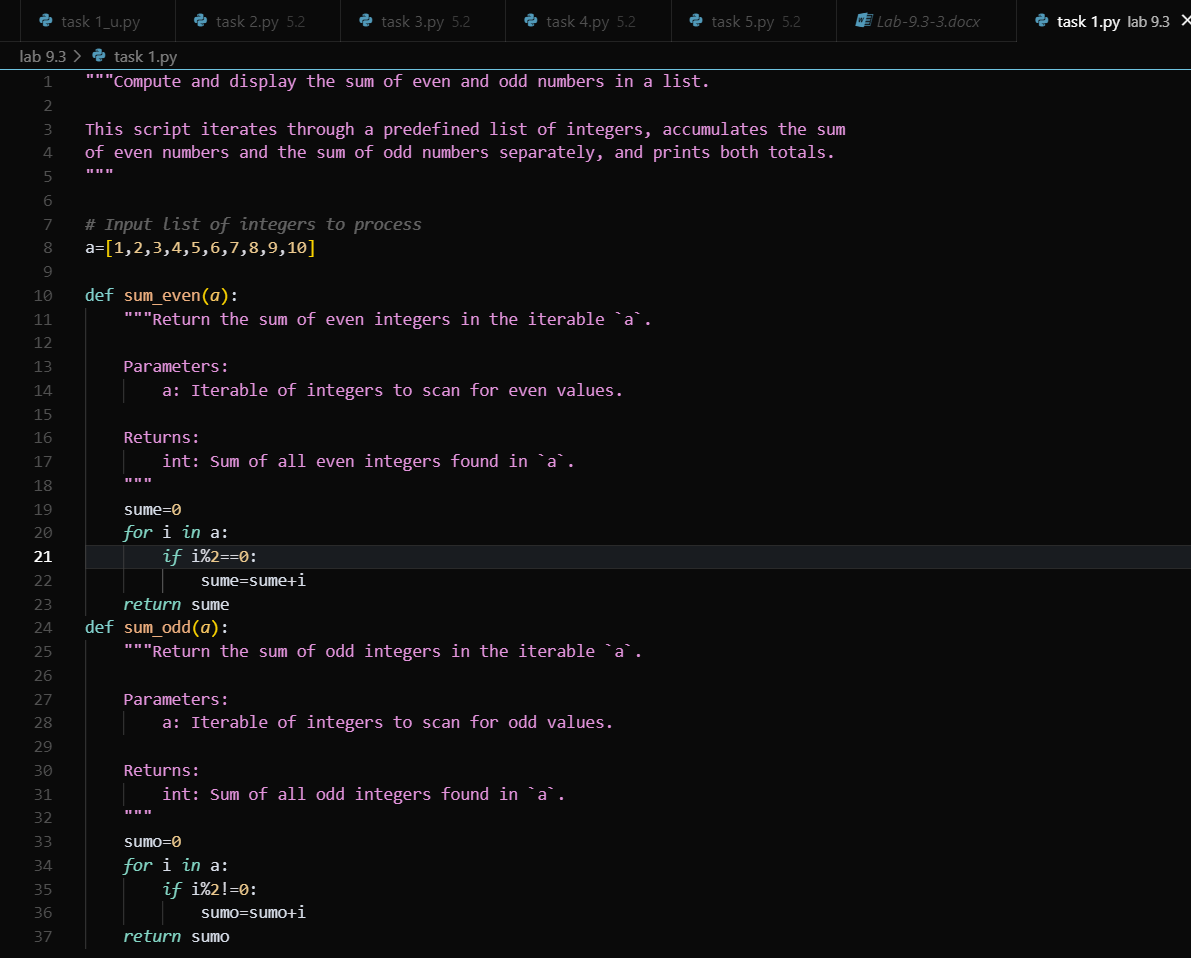 task 1_u.py task 2.py 5.2 task 3.py 5.2 task 4.py 5.2 task 5.py 5.2 Lab-9.3-3.docx task 1.py lab 9.3
lab 9.3 > task 1.py
1 """Compute and display the sum of even and odd numbers in a list.
2
3 This script iterates through a predefined list of integers, accumulates the sum
4 of even numbers and the sum of odd numbers separately, and prints both totals.
5 """
6
7 # Input list of integers to process
8 a=[1,2,3,4,5,6,7,8,9,10]
9
10 def sum_even(a):
11     """Return the sum of even integers in the iterable `a`.
12
13     Parameters:
14         a: Iterable of integers to scan for even values.
15
16     Returns:
17         int: Sum of all even integers found in `a`.
18     """
19     sume=0
20     for i in a:
21         if i%2==0:
22             sume=sume+i
23     return sume
24 def sum_odd(a):
25     """Return the sum of odd integers in the iterable `a`.
26
27     Parameters:
28         a: Iterable of integers to scan for odd values.
29
30     Returns:
31         int: Sum of all odd integers found in `a`.
32     """
33     sumo=0
34     for i in a:
35         if i%2!=0:
36             sumo=sumo+i
37     return sumo